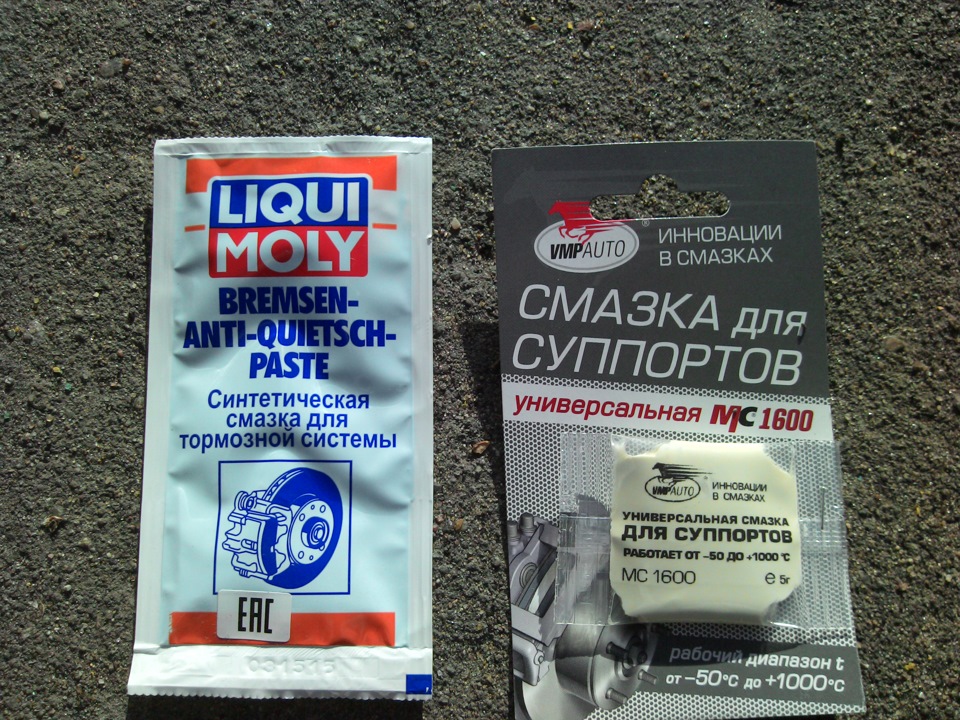 LIQUI
MOLY
BREMSEN-
ANTI-QUIETSCH-
PASTE
Синтетическая
смазка для
тормозной системы
EAC
031515
VMPAUTO
®
ИННОВАЦИИ
В СМАЗКАХ
СМАЗКА для
СУППОРТОВ
универсальная МС 1600
VMPAUTO
ИННОВАЦИИ
В СМАЗКАХ
УНИВЕРСАЛЬНАЯ СМАЗКА
ДЛЯ СУППОРТОВ
РАБОТАЕТ ОТ –50 ДО +1000 °С
МС 1600
℮ 5г
рабочий диапазон t
от –50°С до +1000°С